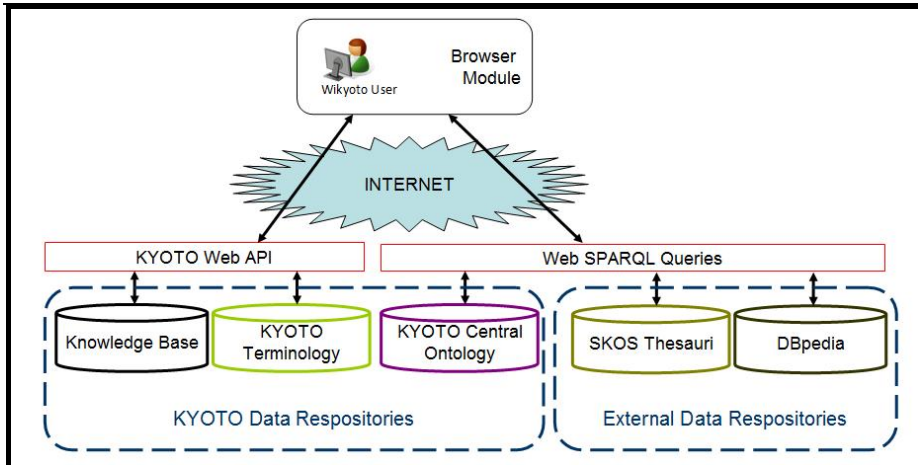 Browser
Module
Wikyoto User
INTERNET
KYOTO Web API
Web SPARQL Queries
Knowledge Base
KYOTO
Terminology
KYOTO Central
Ontology
SKOS Thesauri
DBpedia
KYOTO Data Respositories
External Data Respositories